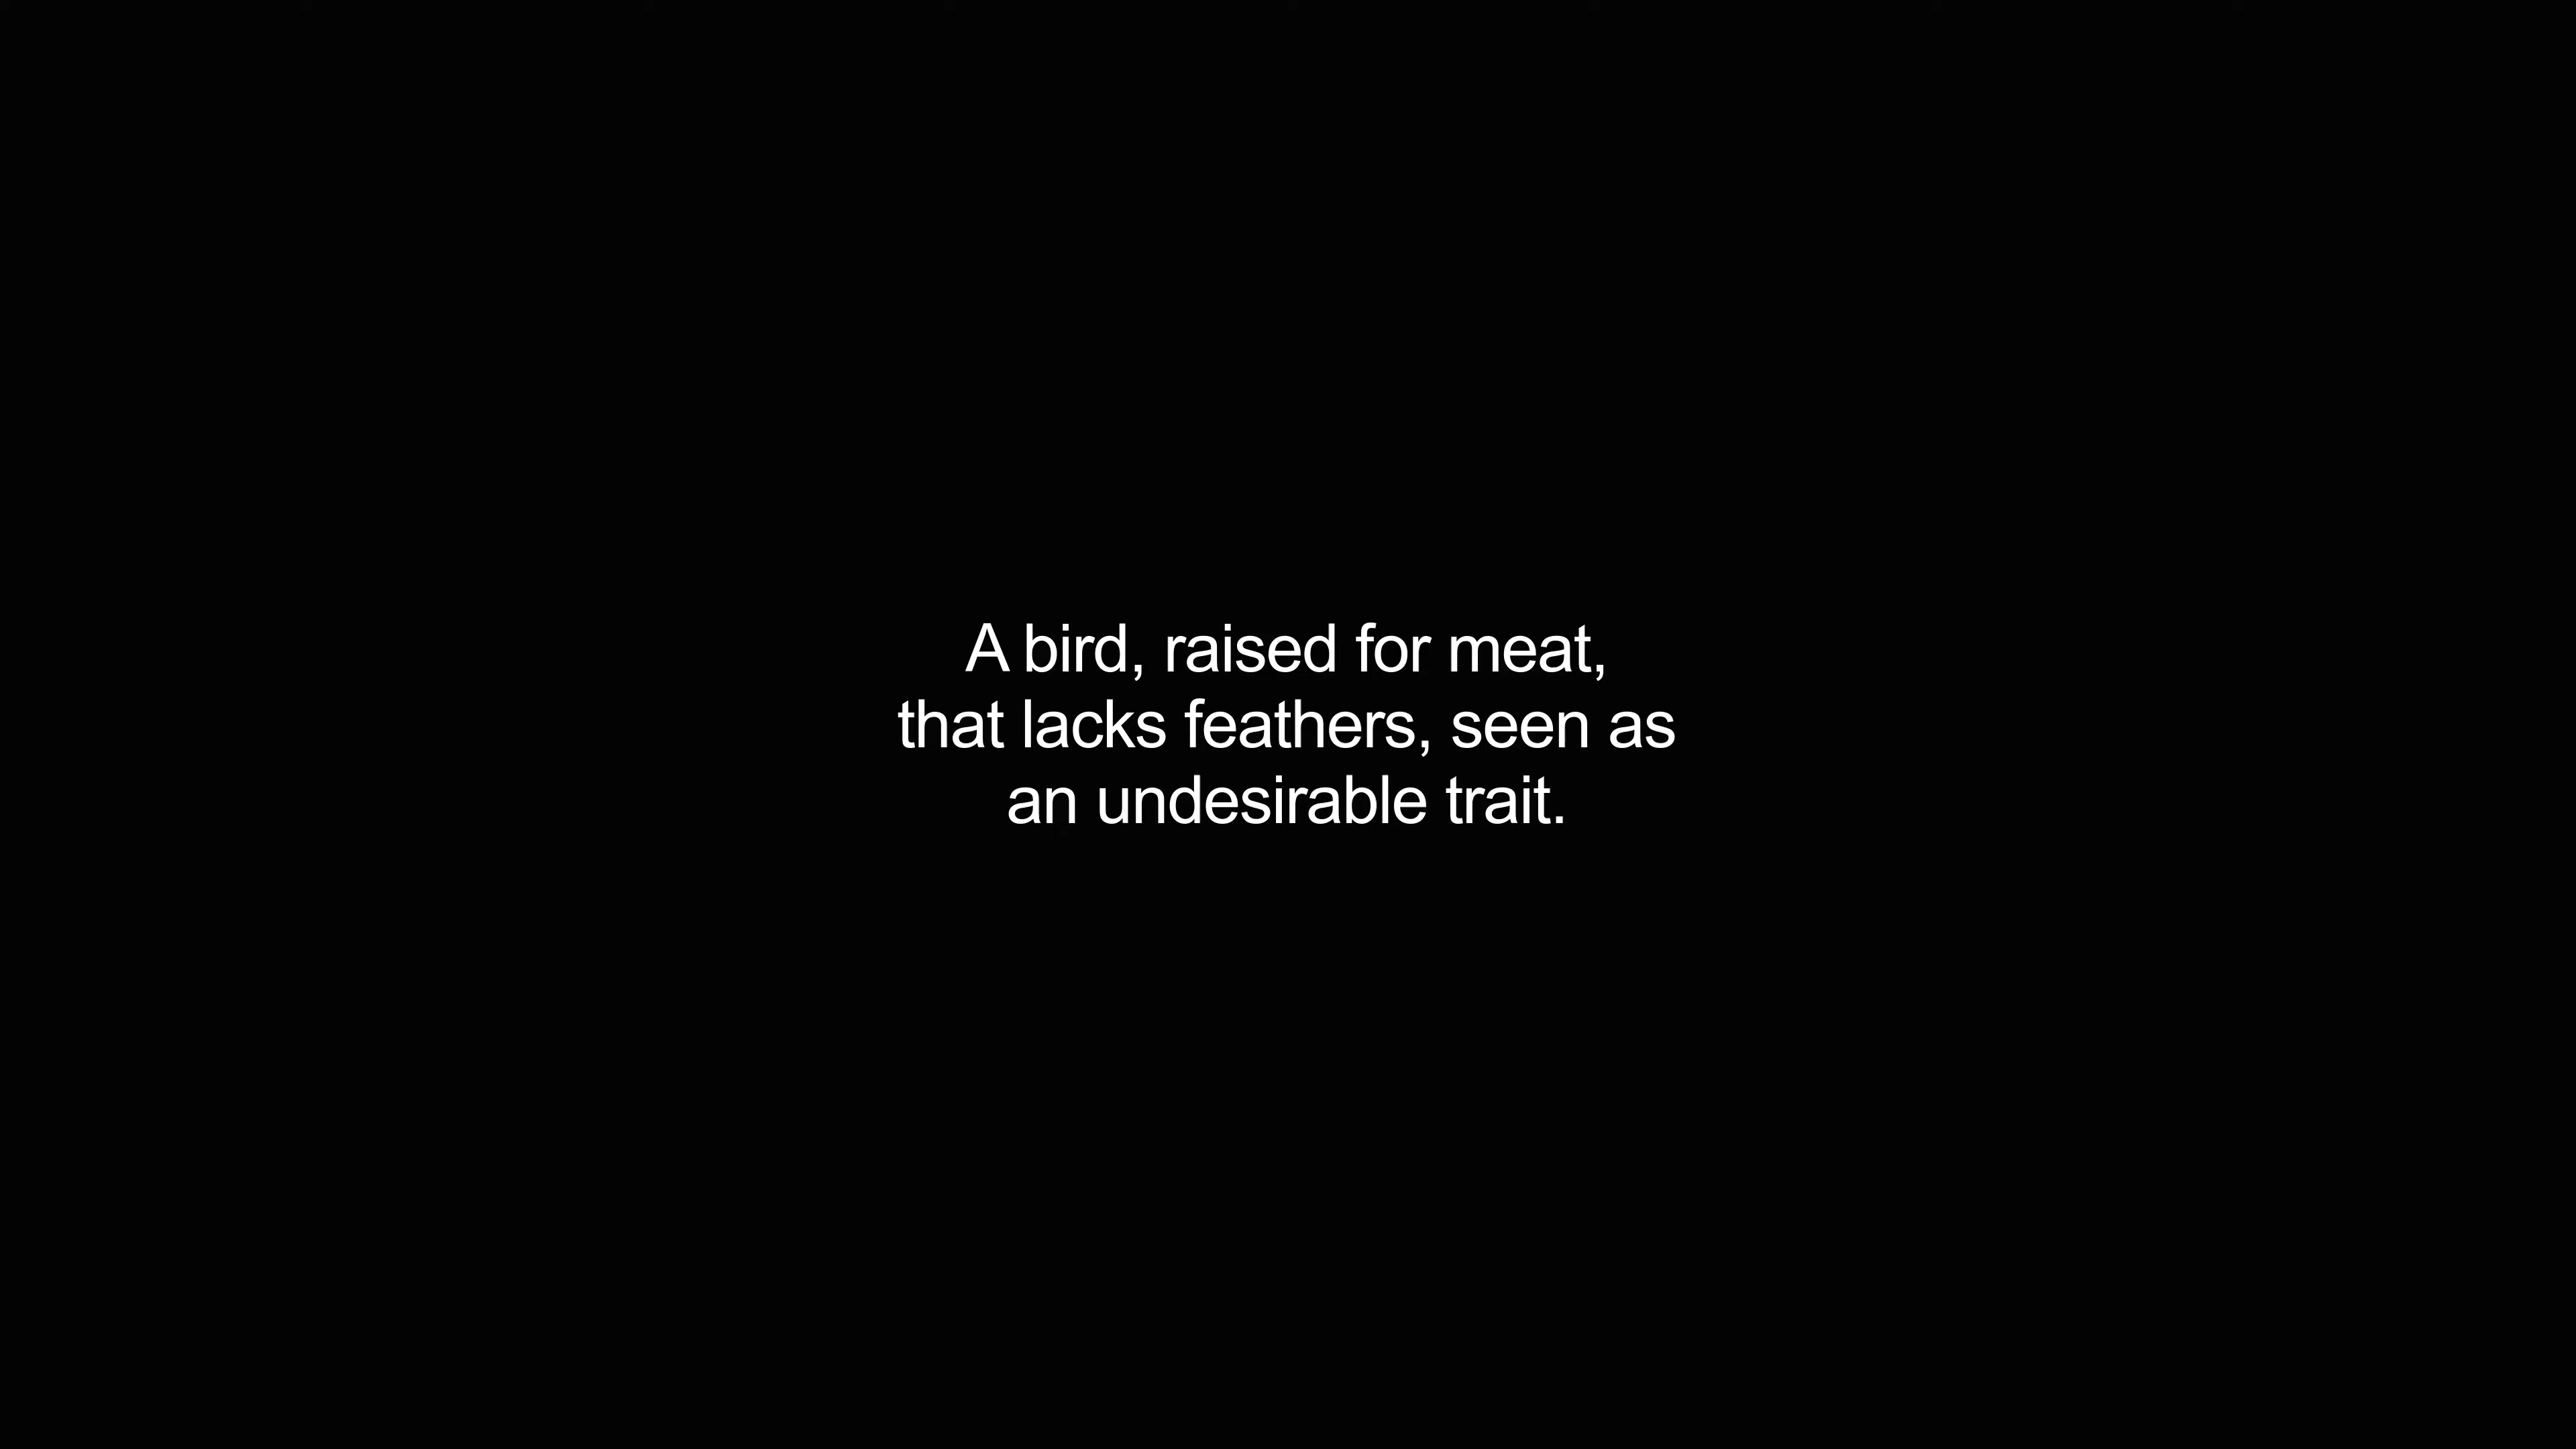 A bird, raised for meat,
that lacks feathers, seen as
an undesirable trait.